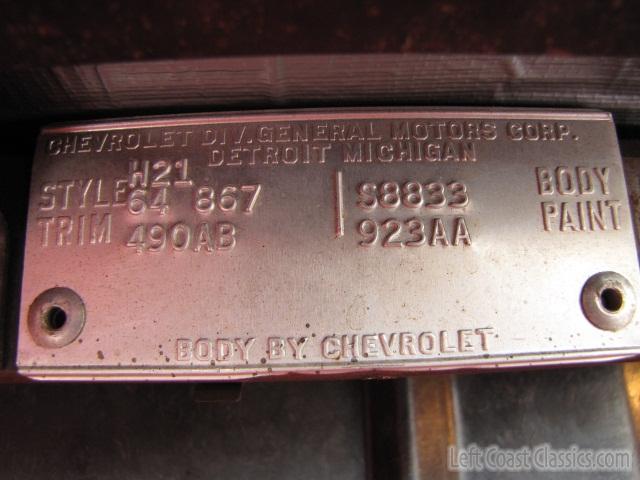 CHEVROLET DIV. GENERAL MOTORS CORP.
DETROIT MICHIGAN
W21
STYLE 64 867 S8833 BODY
TRIM 490AB 923AA PAINT
BODY BY CHEVROLET
Left Coast Classics.com